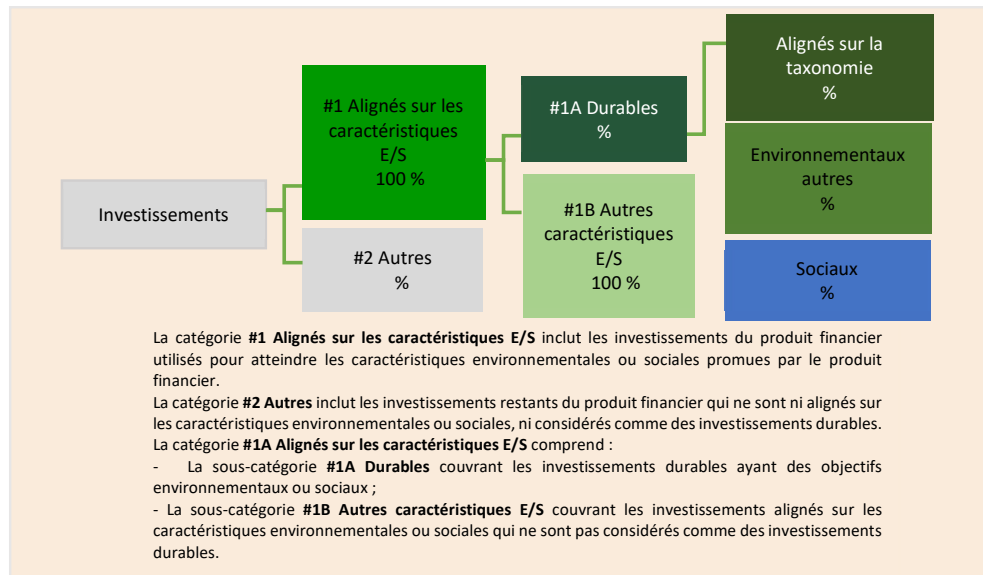 Investissements
#1 Alignés sur les
caractéristiques
E/S
100 %
#2 Autres
%
#1A Durables
%
#1B Autres
caractéristiques
E/S
100 %
Alignés sur la
taxonomie
%
Environnementaux
autres
%
Sociaux
%
La catégorie #1 Alignés sur les caractéristiques E/S inclut les investissements du produit financier
utilisés pour atteindre les caractéristiques environnementales ou sociales promues par le produit
financier.
La catégorie #2 Autres inclut les investissements restants du produit financier qui ne sont ni alignés sur
les caractéristiques environnementales ou sociales, ni considérés comme des investissements durables.
La catégorie #1A Alignés sur les caractéristiques E/S comprend :
- La sous-catégorie #1A Durables couvrant les investissements durables ayant des objectifs
environnementaux ou sociaux ;
- La sous-catégorie #1B Autres caractéristiques E/S couvrant les investissements alignés sur les
caractéristiques environnementales ou sociales qui ne sont pas considérés comme des investissements
durables.